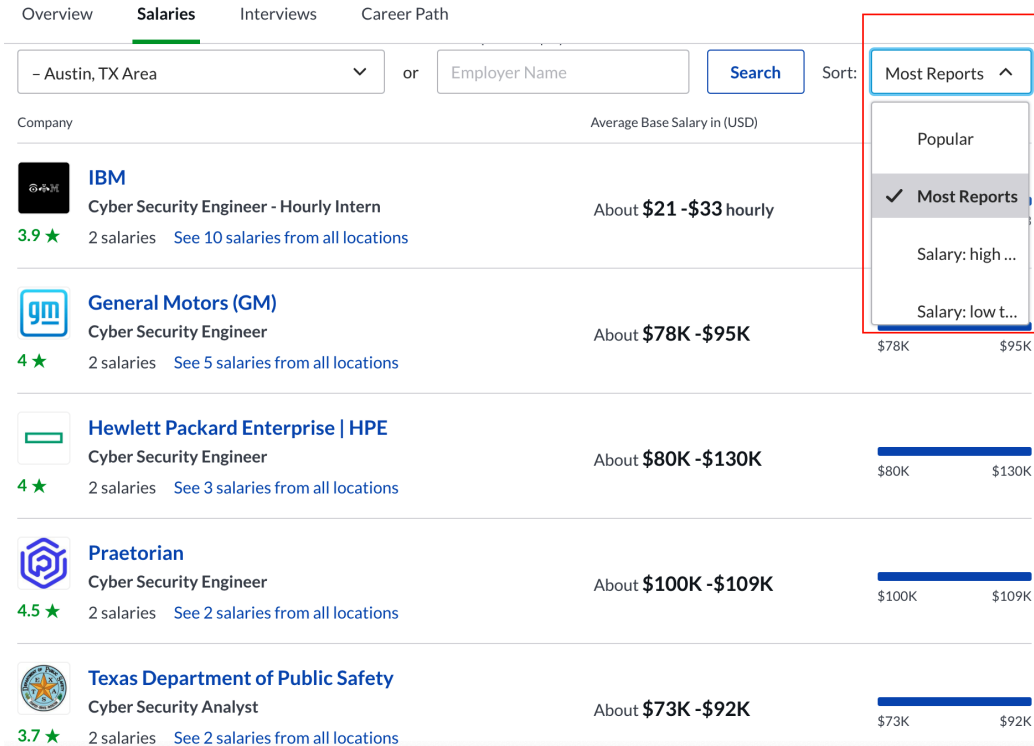 Overview Salaries Interviews Career Path
– Austin, TX Area or Employer Name Search Sort: Most Reports
Popular
✓ Most Reports
Salary: high ...
Salary: low t...
Company Average Base Salary in (USD)
IBM
Cyber Security Engineer - Hourly Intern
About $21 -$33 hourly
3.9 ★ 2 salaries See 10 salaries from all locations
gm
General Motors (GM)
Cyber Security Engineer
About $78K -$95K
$78K $95K
4 ★ 2 salaries See 5 salaries from all locations
Hewlett Packard Enterprise | HPE
Cyber Security Engineer
About $80K -$130K
$80K $130K
4 ★ 2 salaries See 3 salaries from all locations
Praetorian
Cyber Security Engineer
About $100K -$109K
$100K $109K
4.5 ★ 2 salaries See 2 salaries from all locations
Texas Department of Public Safety
Cyber Security Analyst
About $73K -$92K
$73K $92K
3.7 ★ 2 salaries See 2 salaries from all locations